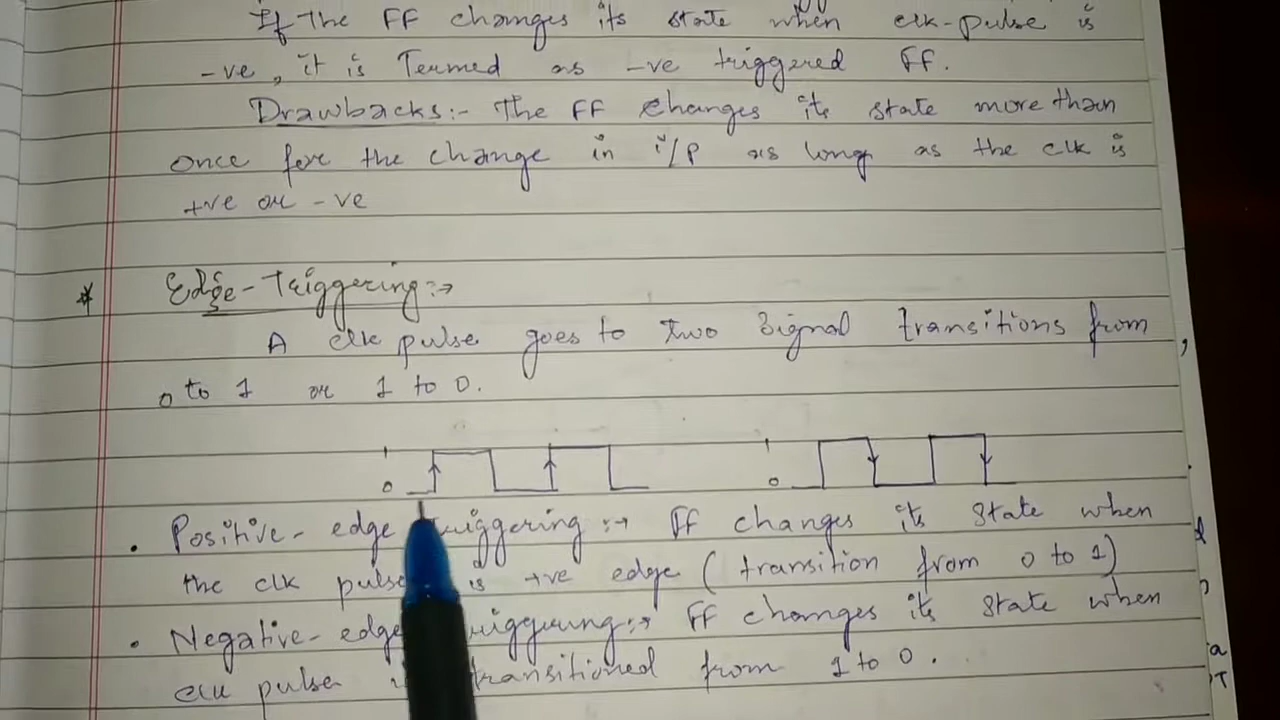 If the FF changes its state when clk-pulse is
-ve, it is Termed as -ve triggered FF.
Drawbacks:- The FF changes its state more than
once for the change in i/p as long as the clk is
+ve or -ve
* Edge-Triggering:→
A clk pulse goes to two signal transitions from
0 to 1 or 1 to 0.
1 0 1 0
. Positive-edge Triggering:→ FF changes its state when
the clk pulse is +ve edge (transition from 0 to 1)
. Negative-edge Triggering:→ FF changes its state when
clk pulse transitioned from 1 to 0.